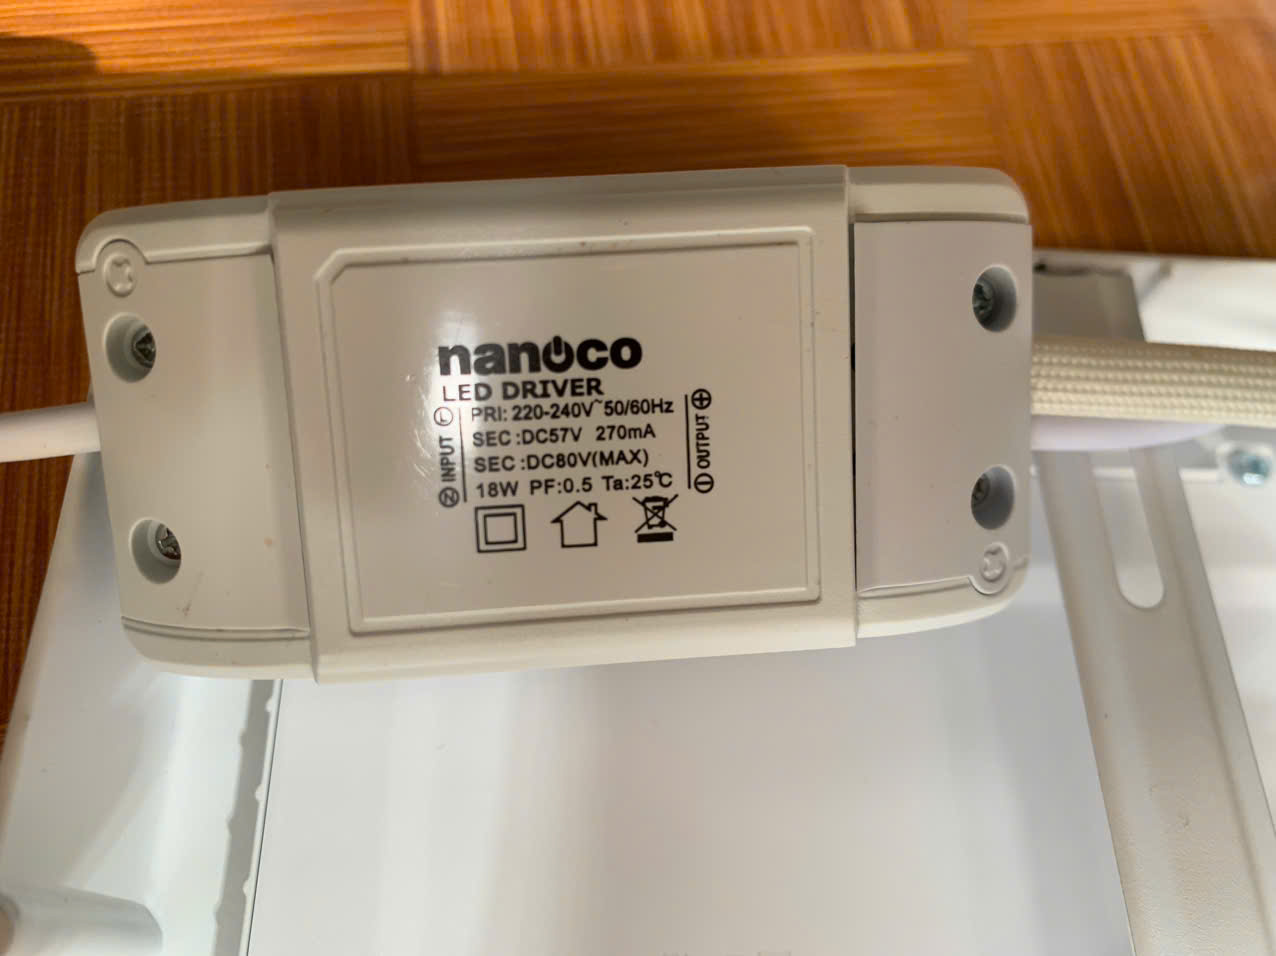 nanoco
LED DRIVER
PRI: 220-240V~50/60Hz
SEC :DC57V 270mA
SEC :DC80V(MAX)
18W PF:0.5 Ta:25℃
N INPUT L
- OUTPUT +